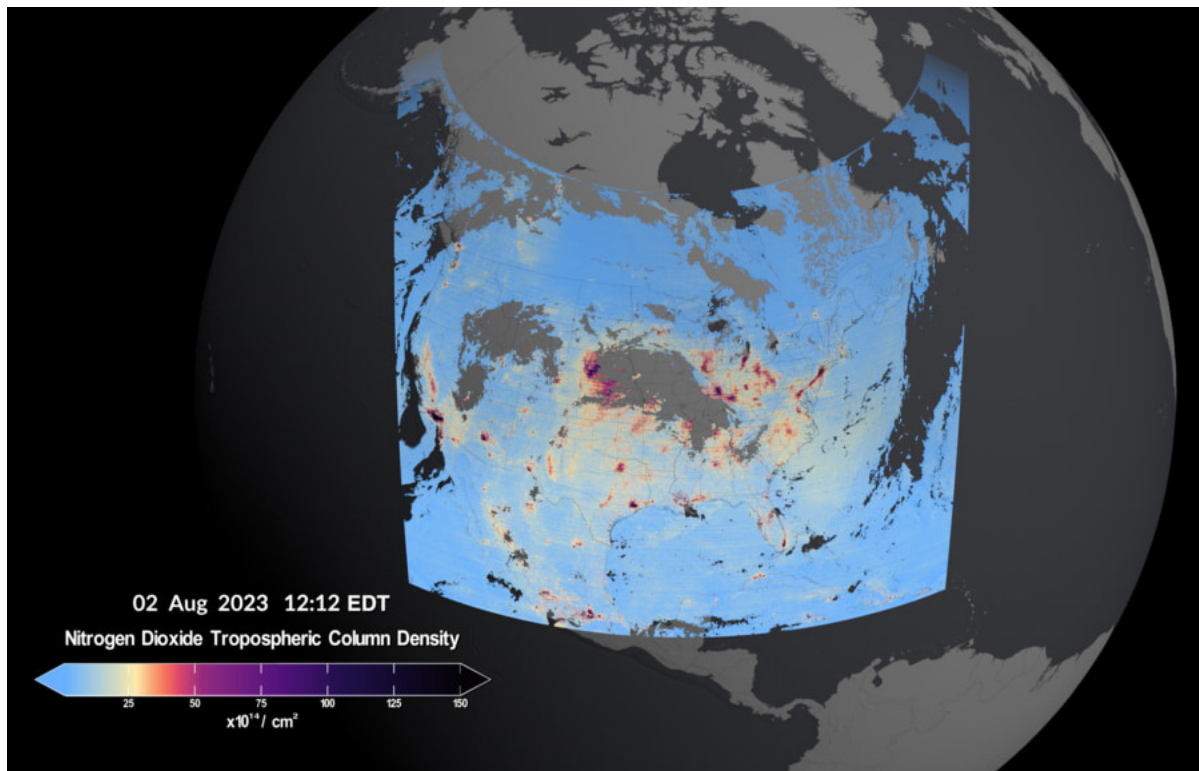 02 Aug 2023 12:12 EDT
Nitrogen Dioxide Tropospheric Column Density
25 50 75 100 125 150
x10¹⁴/ cm²